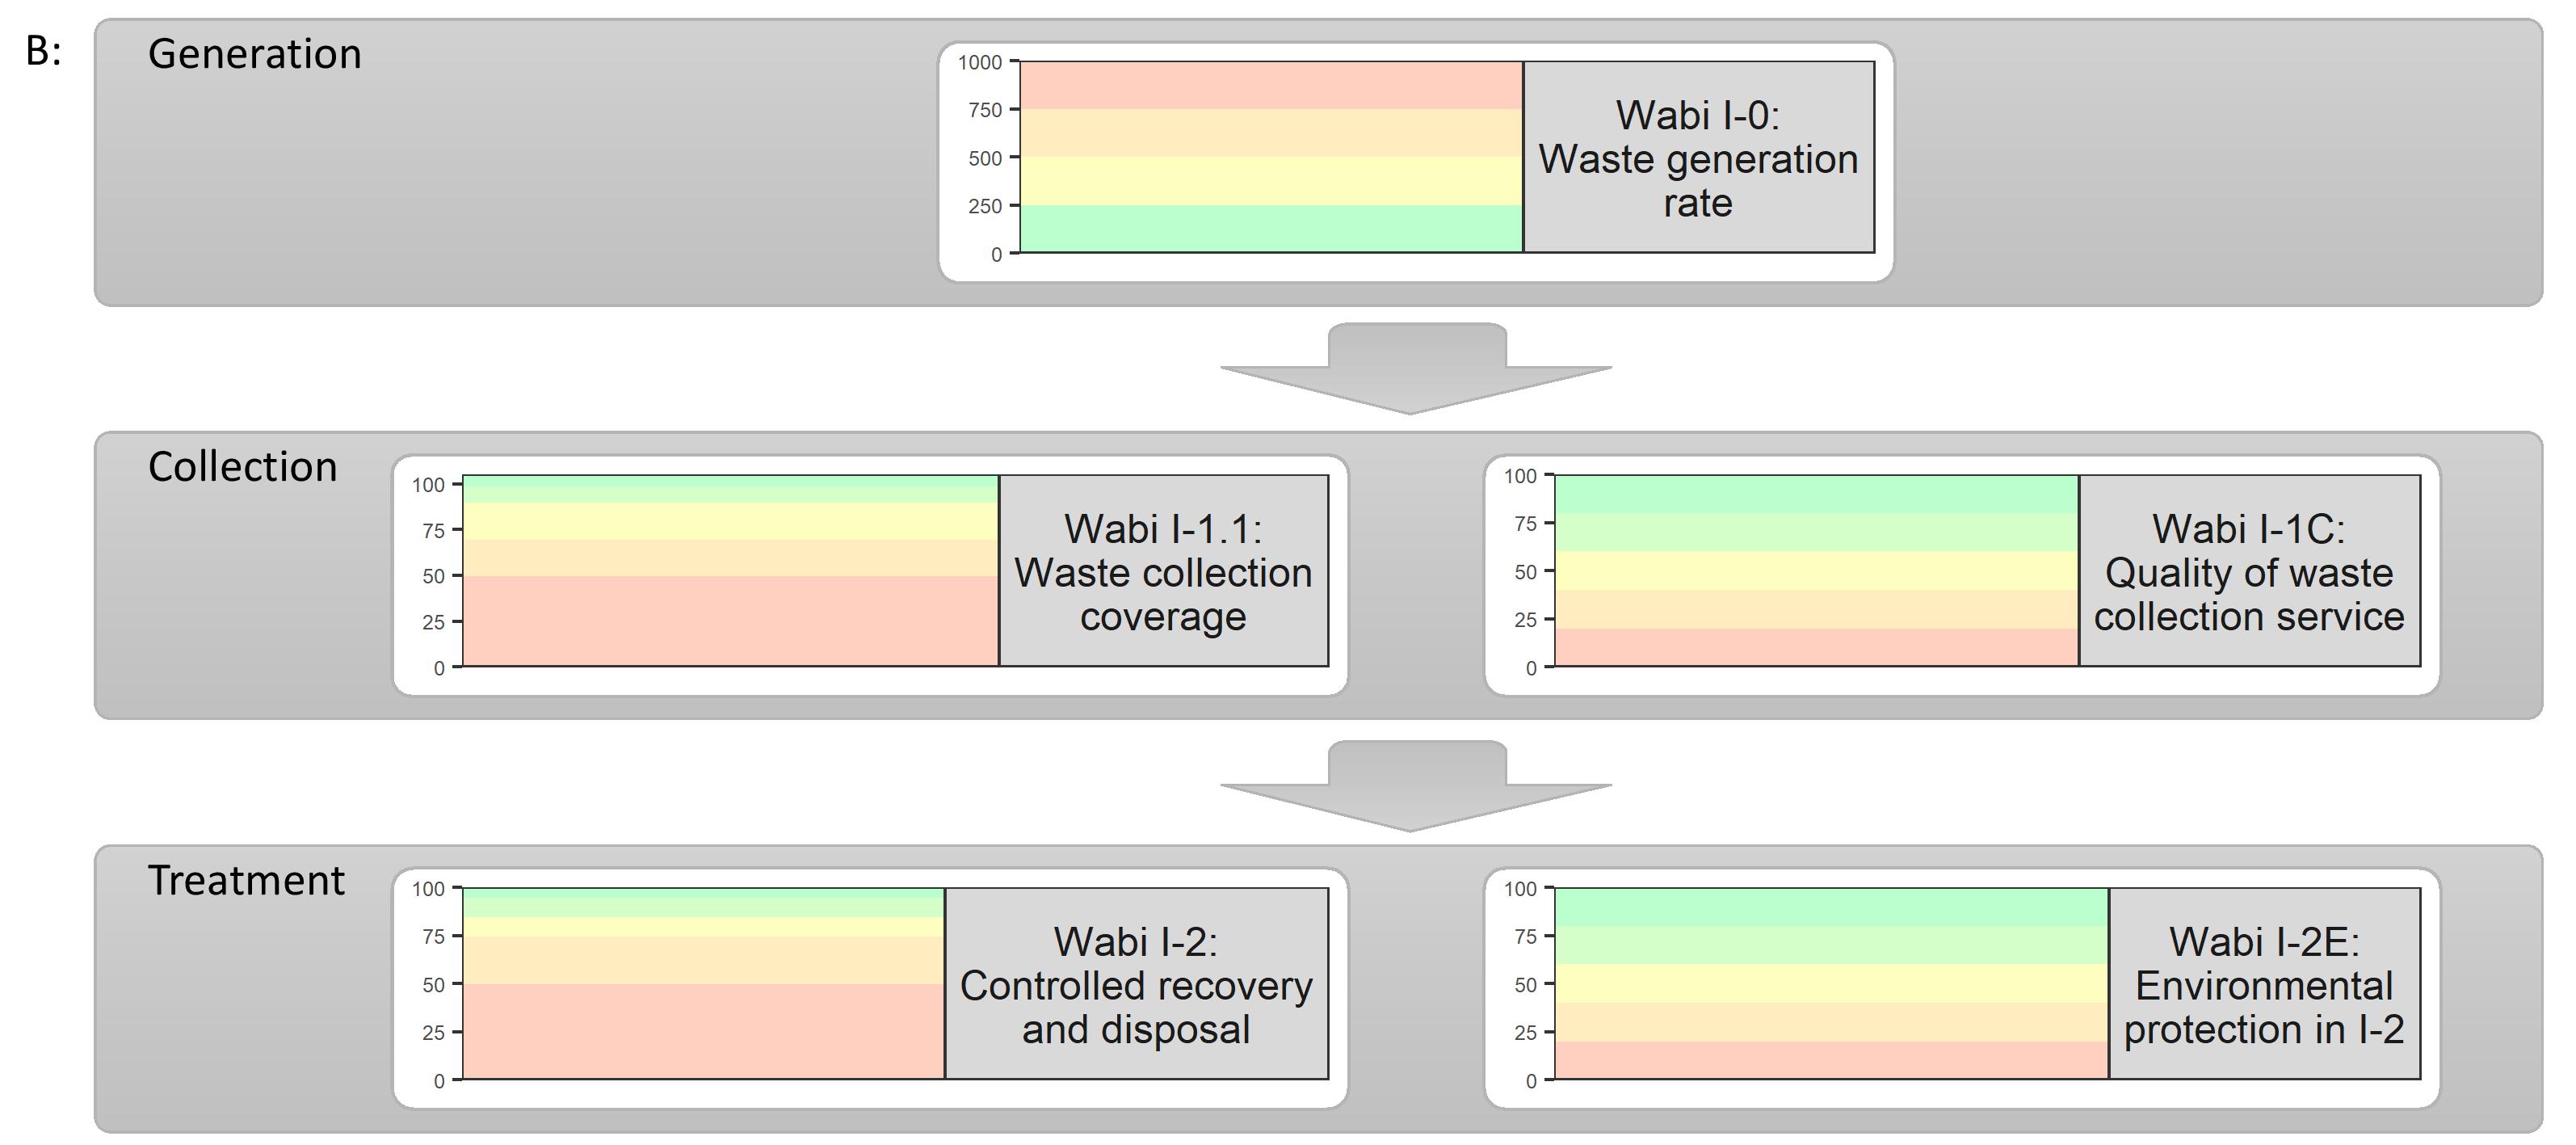 B:
Generation
1000
750
500
250
0
Wabi I-0:
Waste generation
rate
Collection
100
75
50
25
0
Wabi I-1.1:
Waste collection
coverage
100
75
50
25
0
Wabi I-1C:
Quality of waste
collection service
Treatment
100
75
50
25
0
Wabi I-2:
Controlled recovery
and disposal
100
75
50
25
0
Wabi I-2E:
Environmental
protection in I-2